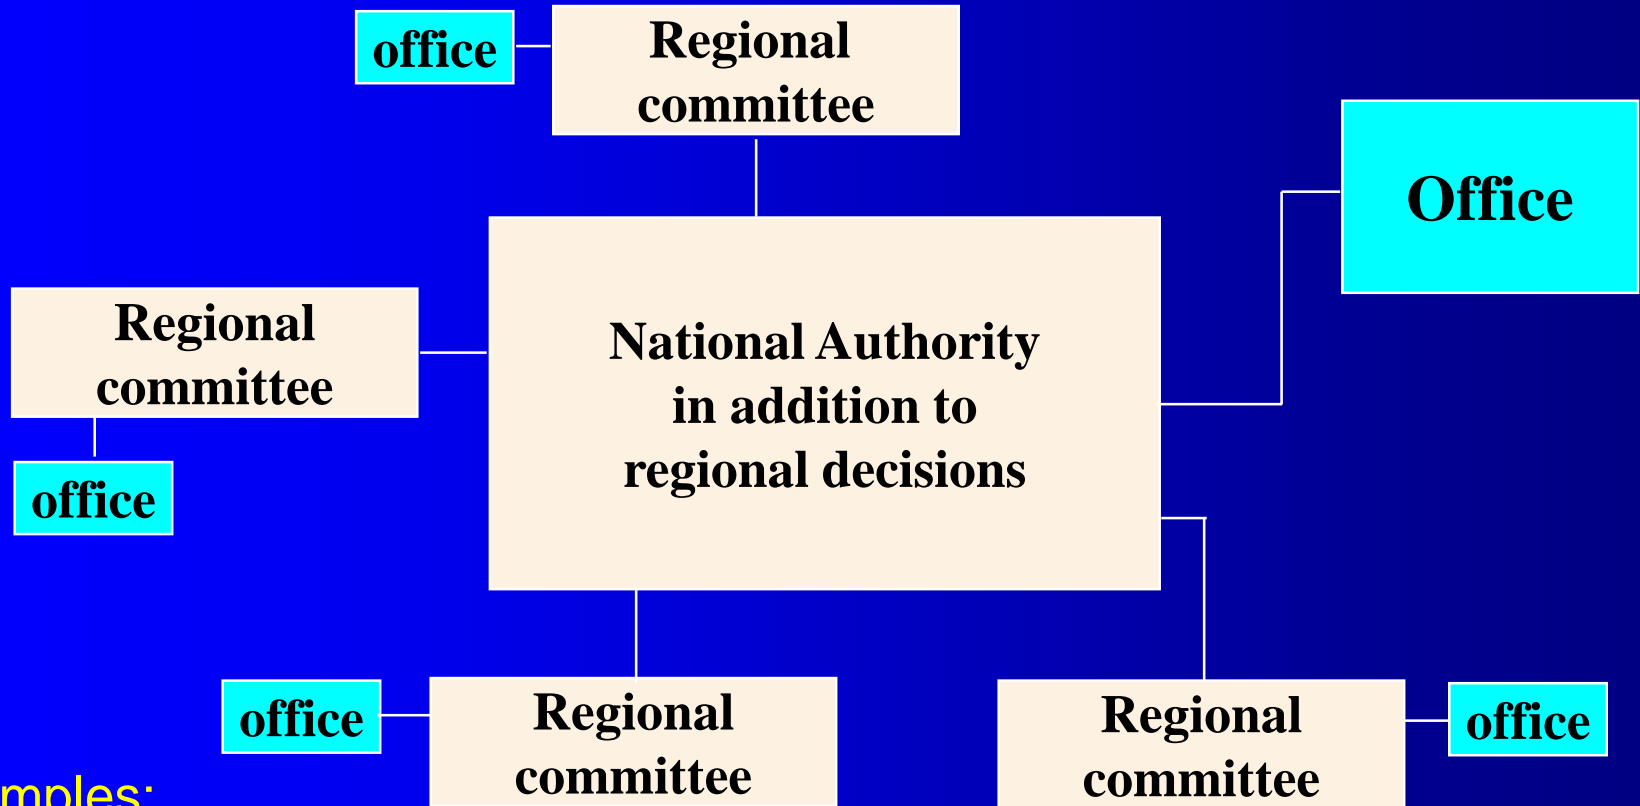 office
Regional
committee
Office
Regional
committee
National Authority
in addition to
regional decisions
office
office
Regional
committee
Regional
committee
office
mples: